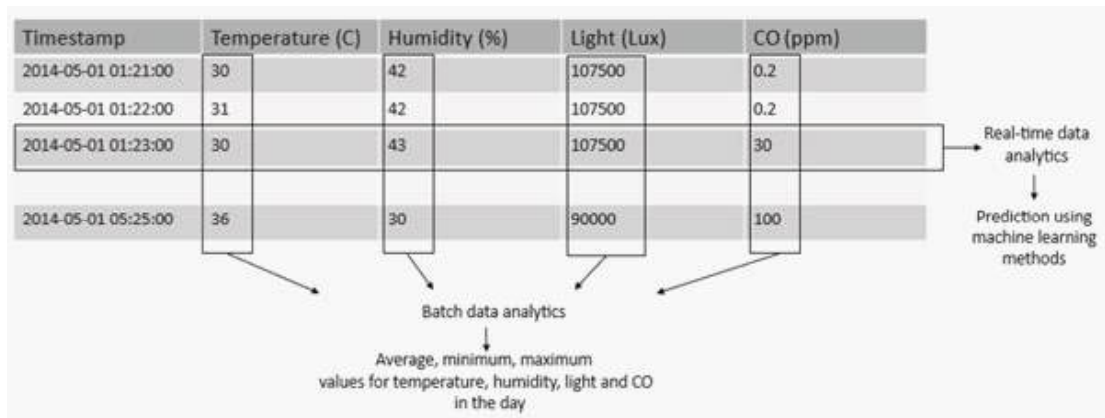 Timestamp Temperature (C) Humidity (%) Light (Lux) CO (ppm)
2014-05-01 01:21:00 30 42 107500 0.2
2014-05-01 01:22:00 31 42 107500 0.2
2014-05-01 01:23:00 30 43 107500 30
2014-05-01 05:25:00 36 30 90000 100
Real-time data
analytics
Prediction using
machine learning
methods
Batch data analytics
Average, minimum, maximum
values for temperature, humidity, light and CO
in the day